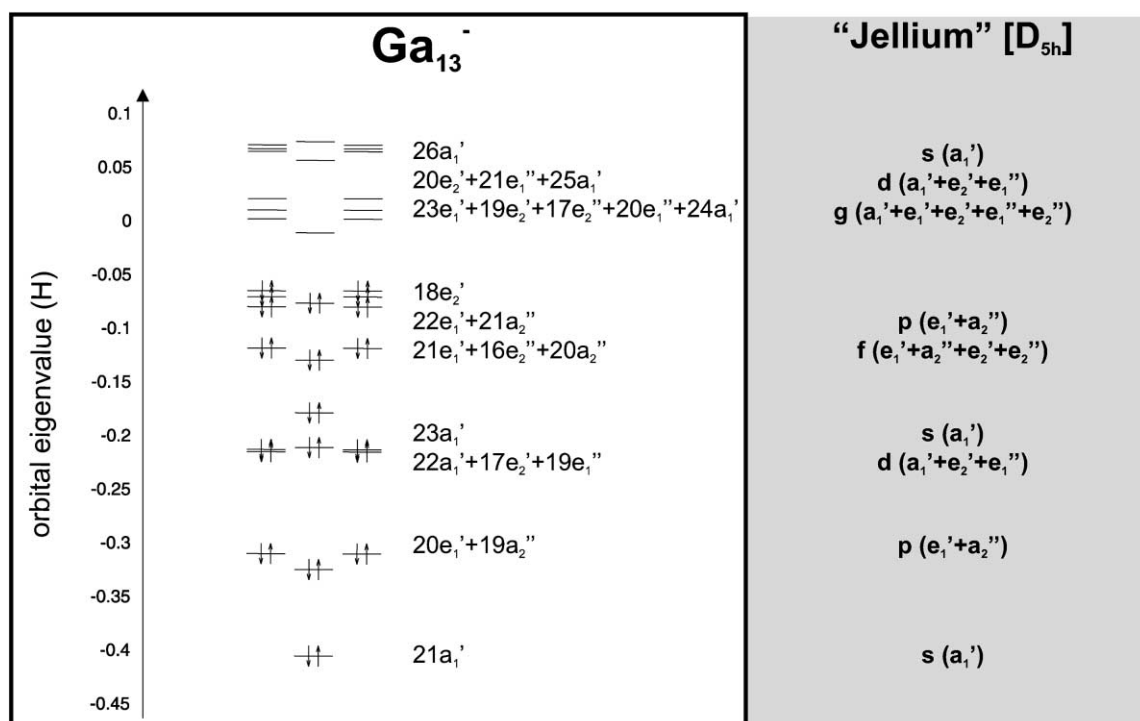 Ga₁₃⁻
"Jellium" [D₅ₕ]
0.1
0.05
0
-0.05
-0.1
-0.15
-0.2
-0.25
-0.3
-0.35
-0.4
-0.45
orbital eigenvalue (H)
26a₁'
20e₂'+21e₁''+25a₁'
23e₁'+19e₂'+17e₂''+20e₁''+24a₁'
18e₂'
22e₁'+21a₂''
21e₁'+16e₂''+20a₂''
23a₁'
22a₁'+17e₂'+19e₁''
20e₁'+19a₂''
21a₁'
s (a₁')
d (a₁'+e₂'+e₁'')
g (a₁'+e₁'+e₂'+e₁''+e₂'')
p (e₁'+a₂'')
f (e₁'+a₂''+e₂'+e₂'')
s (a₁')
d (a₁'+e₂'+e₁'')
p (e₁'+a₂'')
s (a₁')